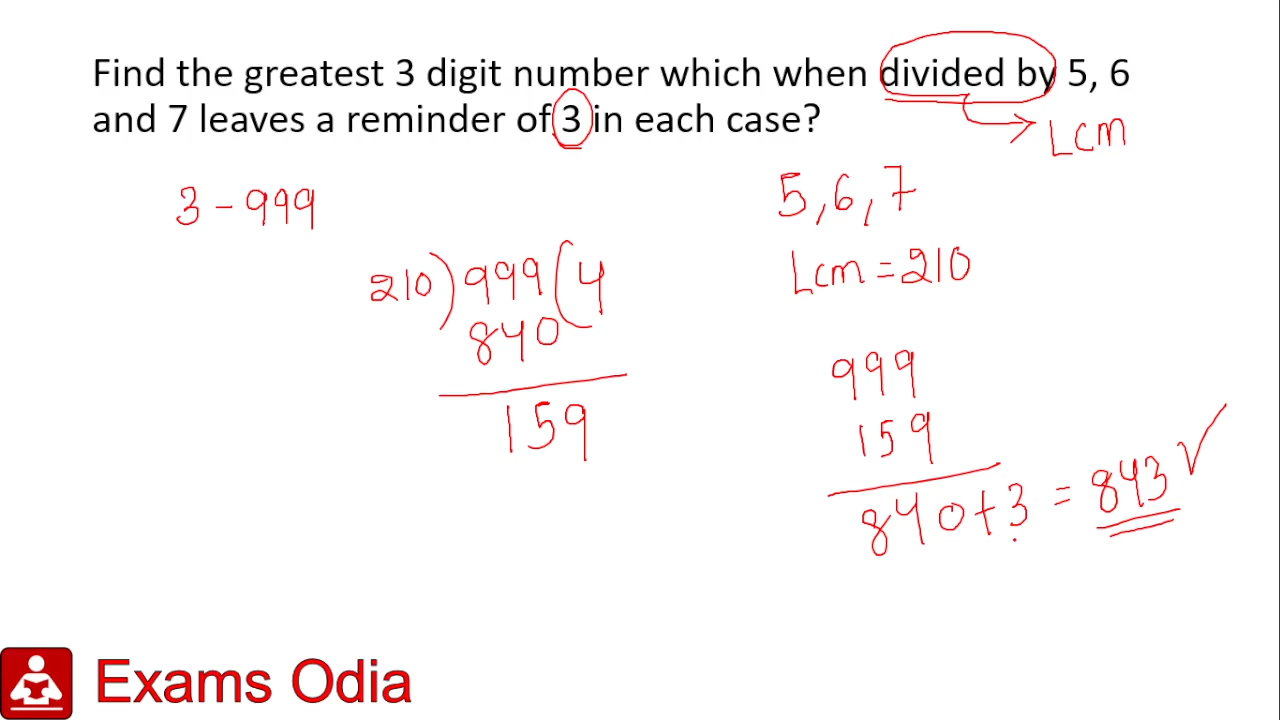 Find the greatest 3 digit number which when divided by 5, 6
and 7 leaves a reminder of 3 in each case?
Lcm
3 - 999
5, 6, 7
210 ) 999 ( 4
Lcm = 210
840
159
999
159
840 + 3 = 843 ✓
Exams Odia